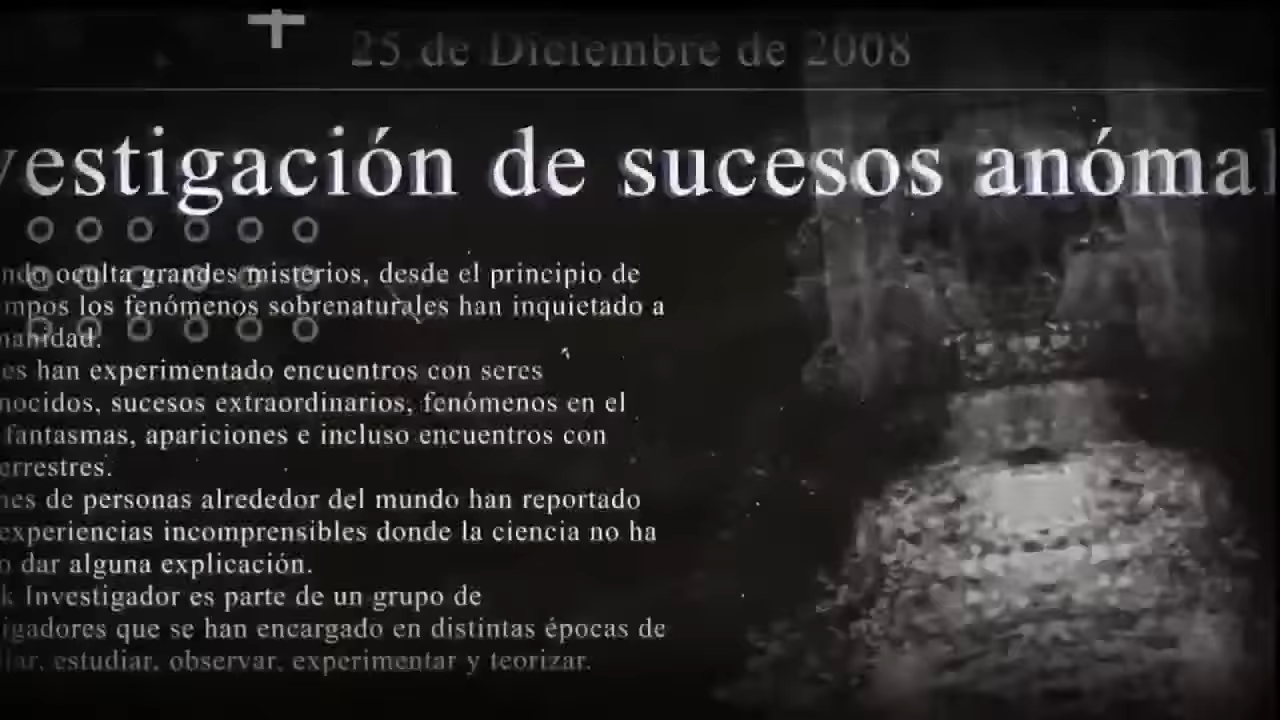 25 de Diciembre de 2008
vestigación de sucesos anómal
ndo oculta grandes misterios, desde el principio de
mpos los fenómenos sobrenaturales han inquietado a
manidad.
es han experimentado encuentros con seres
nocidos, sucesos extraordinarios, fenómenos en el
fantasmas, apariciones e incluso encuentros con
errestres.
nes de personas alrededor del mundo han reportado
experiencias incomprensibles donde la ciencia no ha
o dar alguna explicación.
k Investigador es parte de un grupo de
igadores que se han encargado en distintas épocas de
lar, estudiar, observar, experimentar y teorizar.